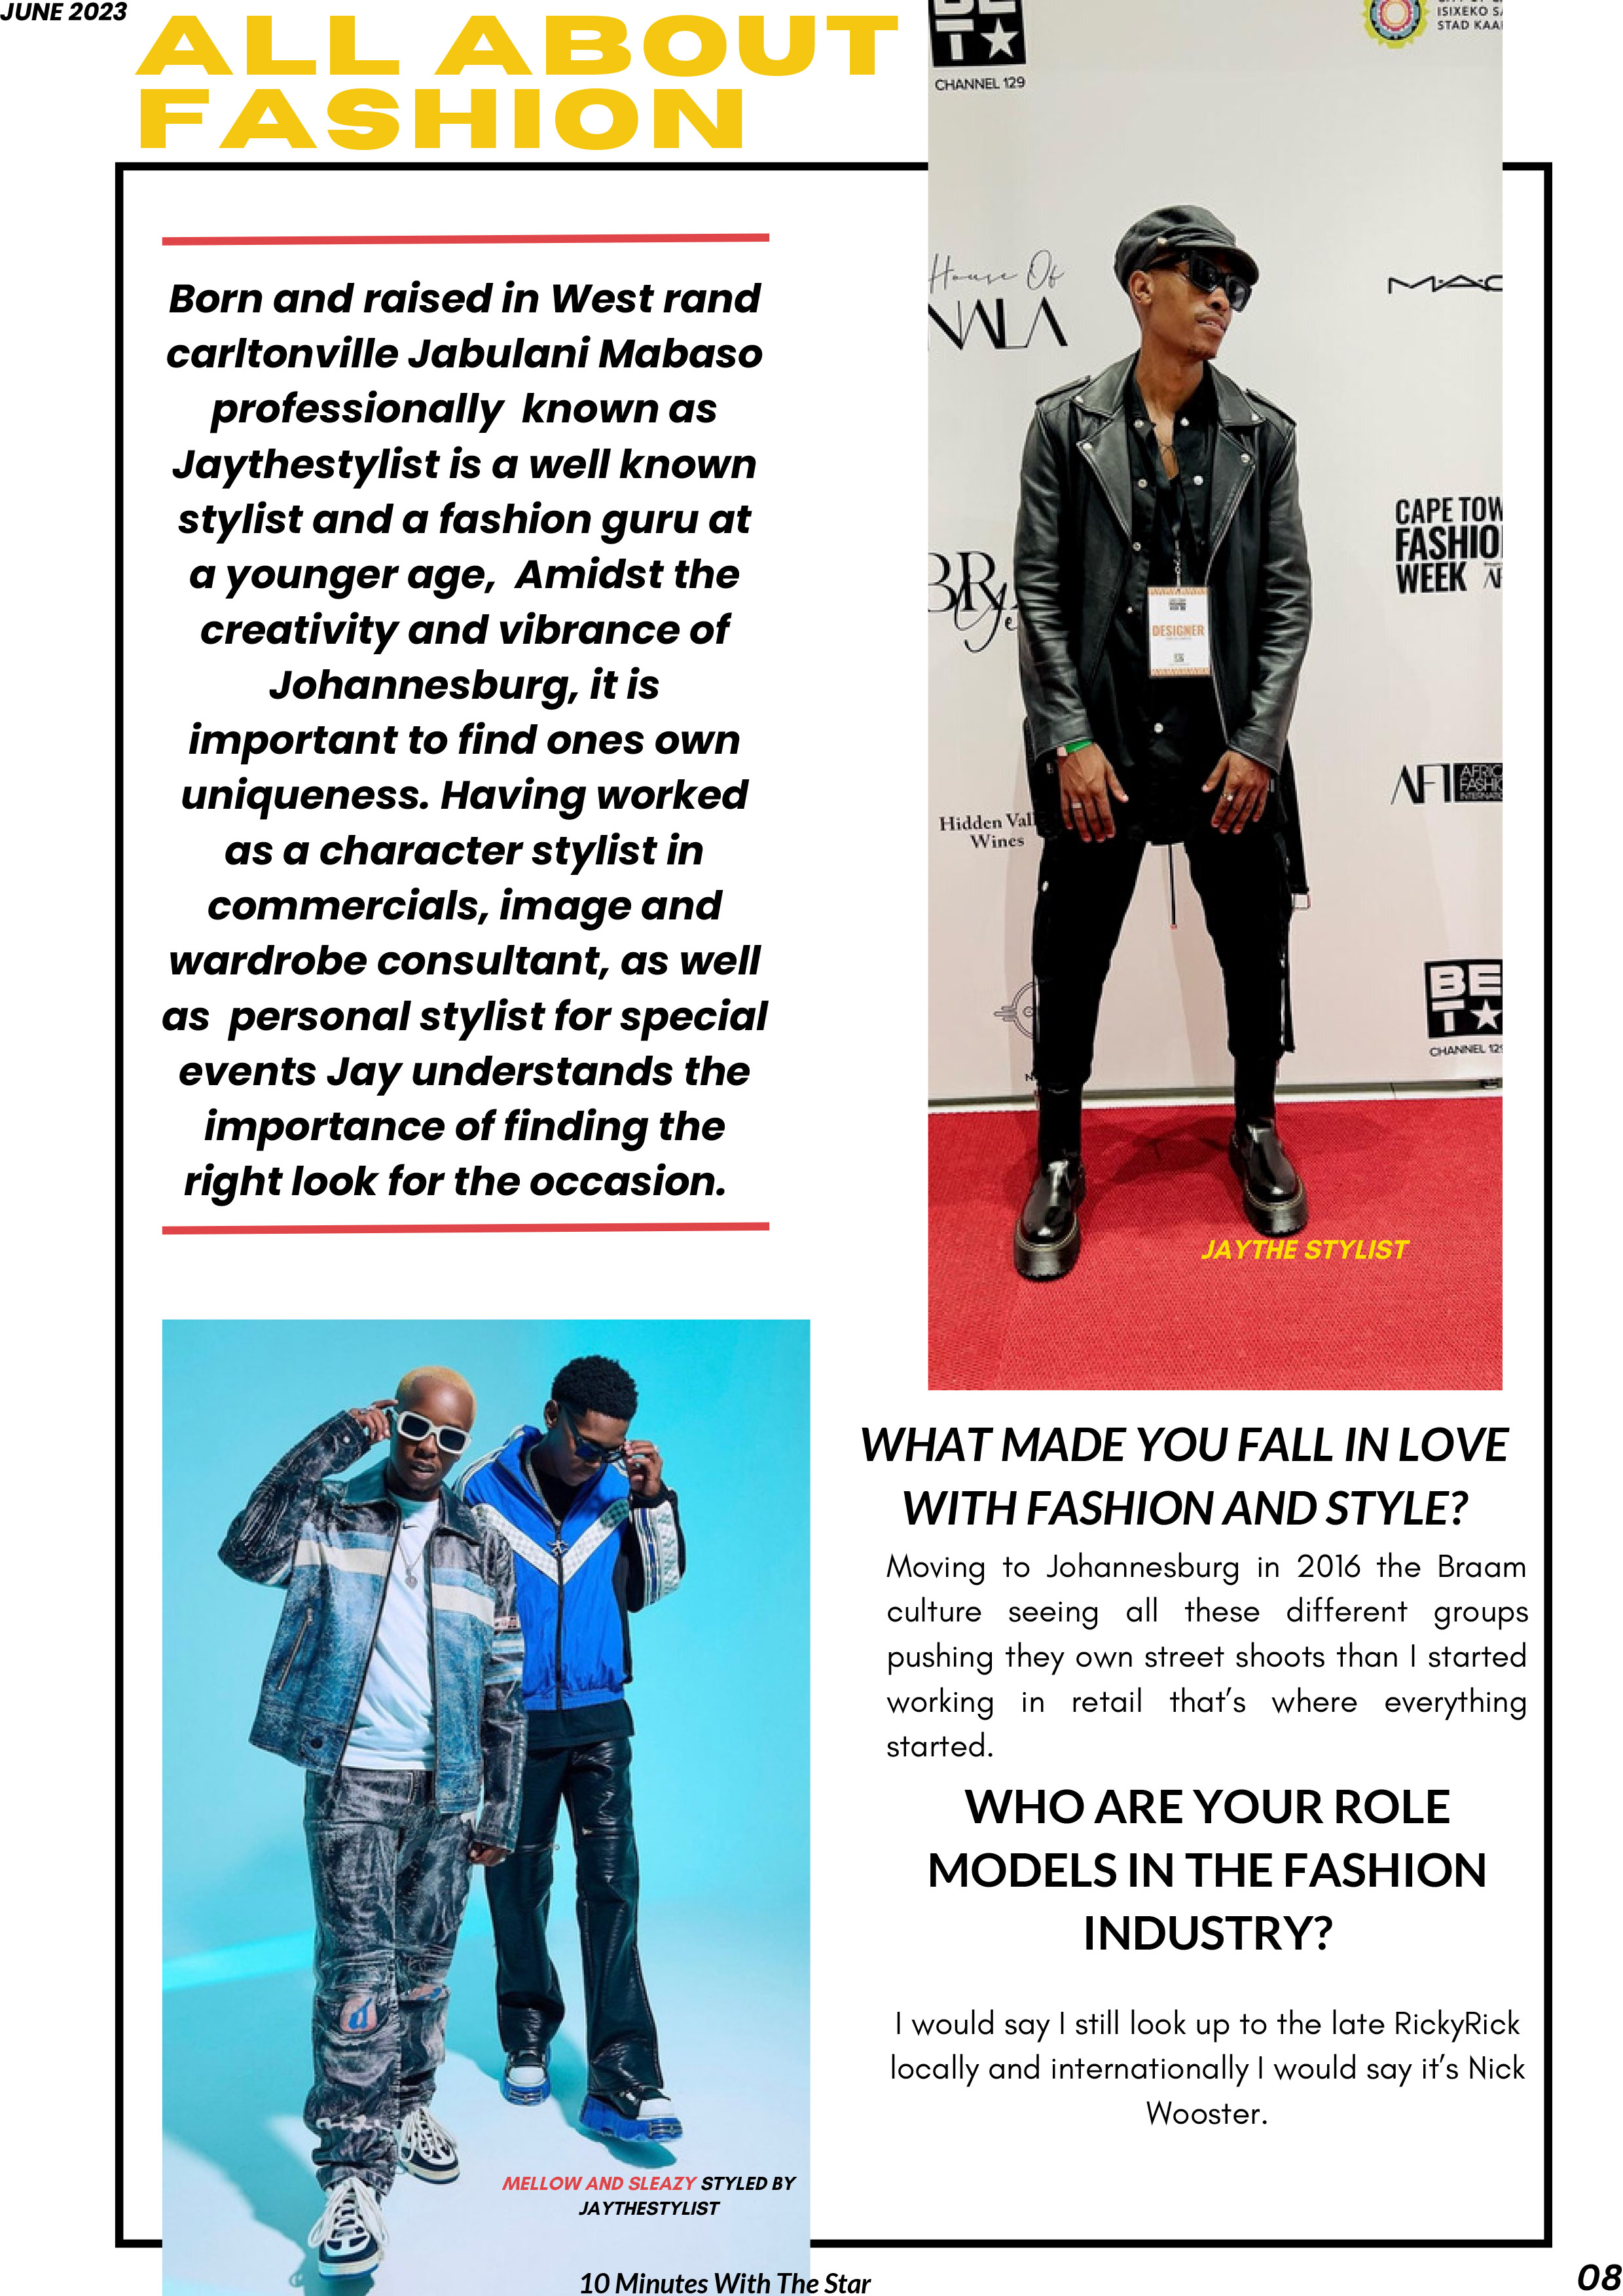 JUNE 2023
ALL ABOUT
FASHION
Born and raised in West rand
carltonville Jabulani Mabaso
professionally known as
Jaythestylist is a well known
stylist and a fashion guru at
a younger age, Amidst the
creativity and vibrance of
Johannesburg, it is
important to find ones own
uniqueness. Having worked
as a character stylist in
commercials, image and
wardrobe consultant, as well
as personal stylist for special
events Jay understands the
importance of finding the
right look for the occasion.
BET
CHANNEL 129
ISIXEKO
STAD
House Of
NALA
MAC
CAPE TOW
FASHIO
WEEK
DESIGNER
AFI
Hidden Val
Wines
BET
CHANNEL 129
JAYTHE STYLIST
MELLOW AND SLEAZY STYLED BY
JAYTHESTYLIST
WHAT MADE YOU FALL IN LOVE
WITH FASHION AND STYLE?
Moving to Johannesburg in 2016 the Braam
culture seeing all these different groups
pushing they own street shoots than I started
working in retail that's where everything
started.
WHO ARE YOUR ROLE
MODELS IN THE FASHION
INDUSTRY?
I would say I still look up to the late RickyRick
locally and internationally I would say it's Nick
Wooster.
10 Minutes With The Star
08